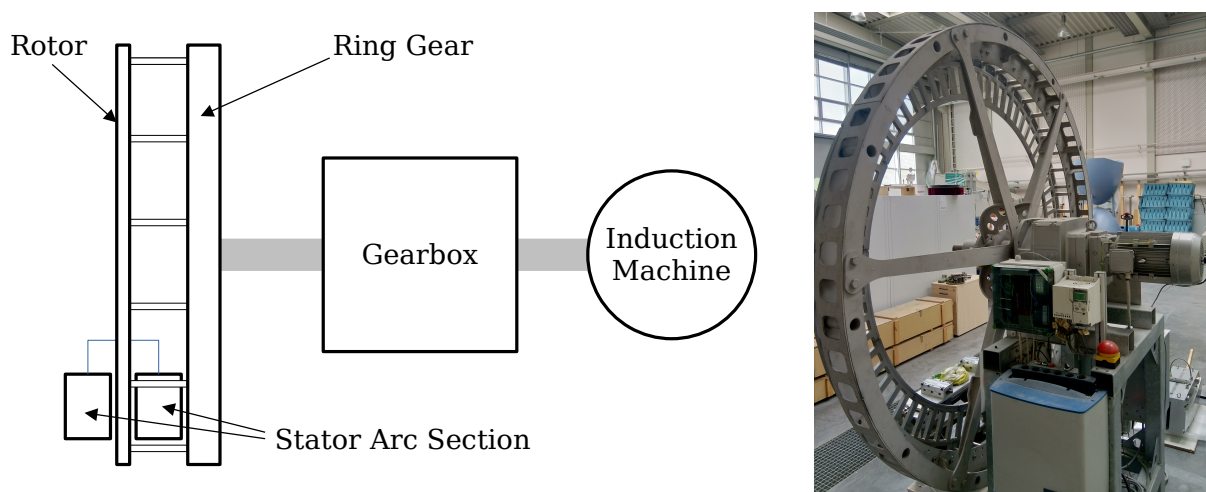 Rotor
Ring Gear
Gearbox
Induction
Machine
Stator Arc Section